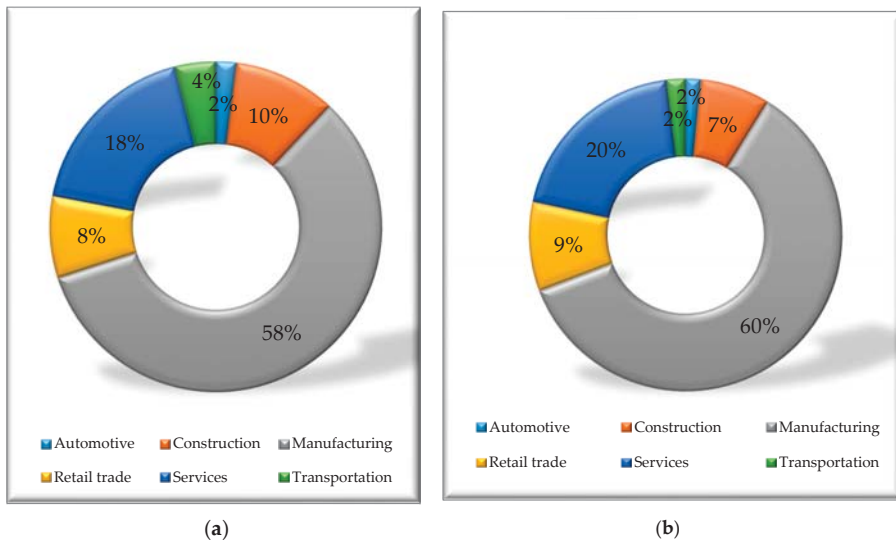 4%
2%
10%
18%
8%
58%
Automotive Construction Manufacturing
Retail trade Services Transportation
(a)
2%
2%
7%
20%
9%
60%
Automotive Construction Manufacturing
Retail trade Services Transportation
(b)